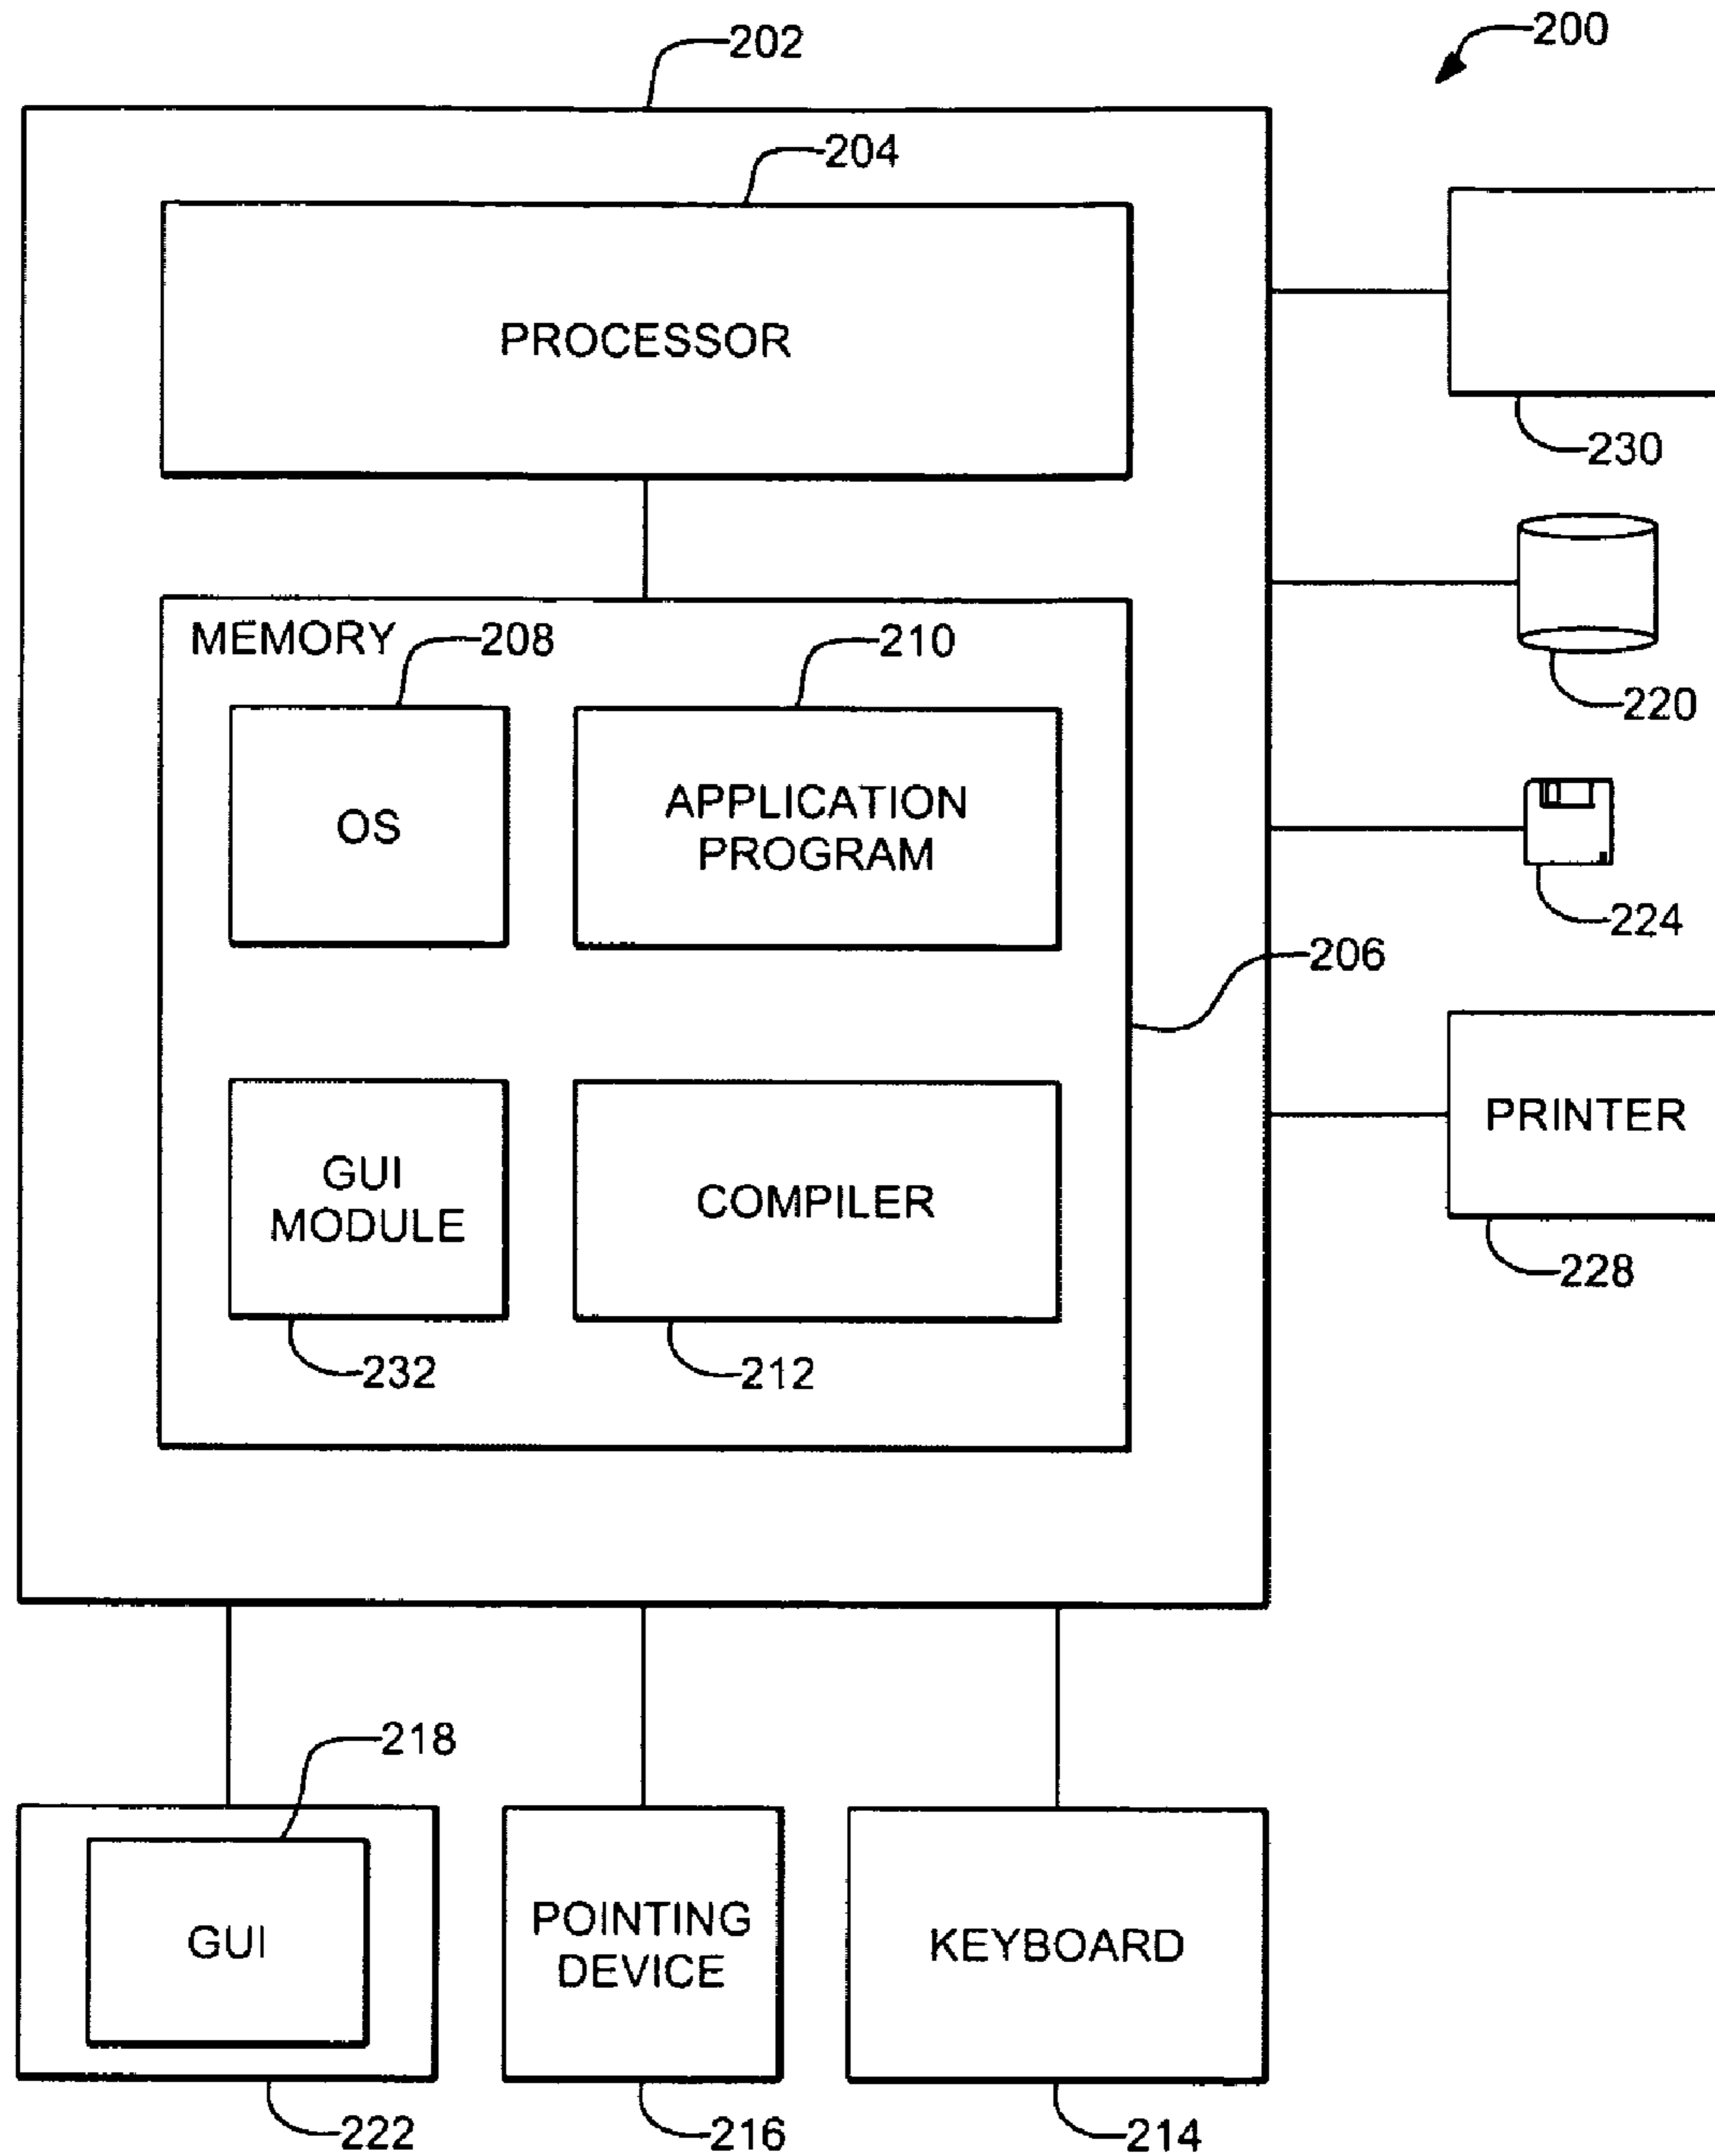 200
202
204
PROCESSOR
230
220
MEMORY
208
210
OS
APPLICATION
PROGRAM
224
206
GUI
MODULE
COMPILER
PRINTER
228
232
212
218
GUI
POINTING
DEVICE
KEYBOARD
222
216
214